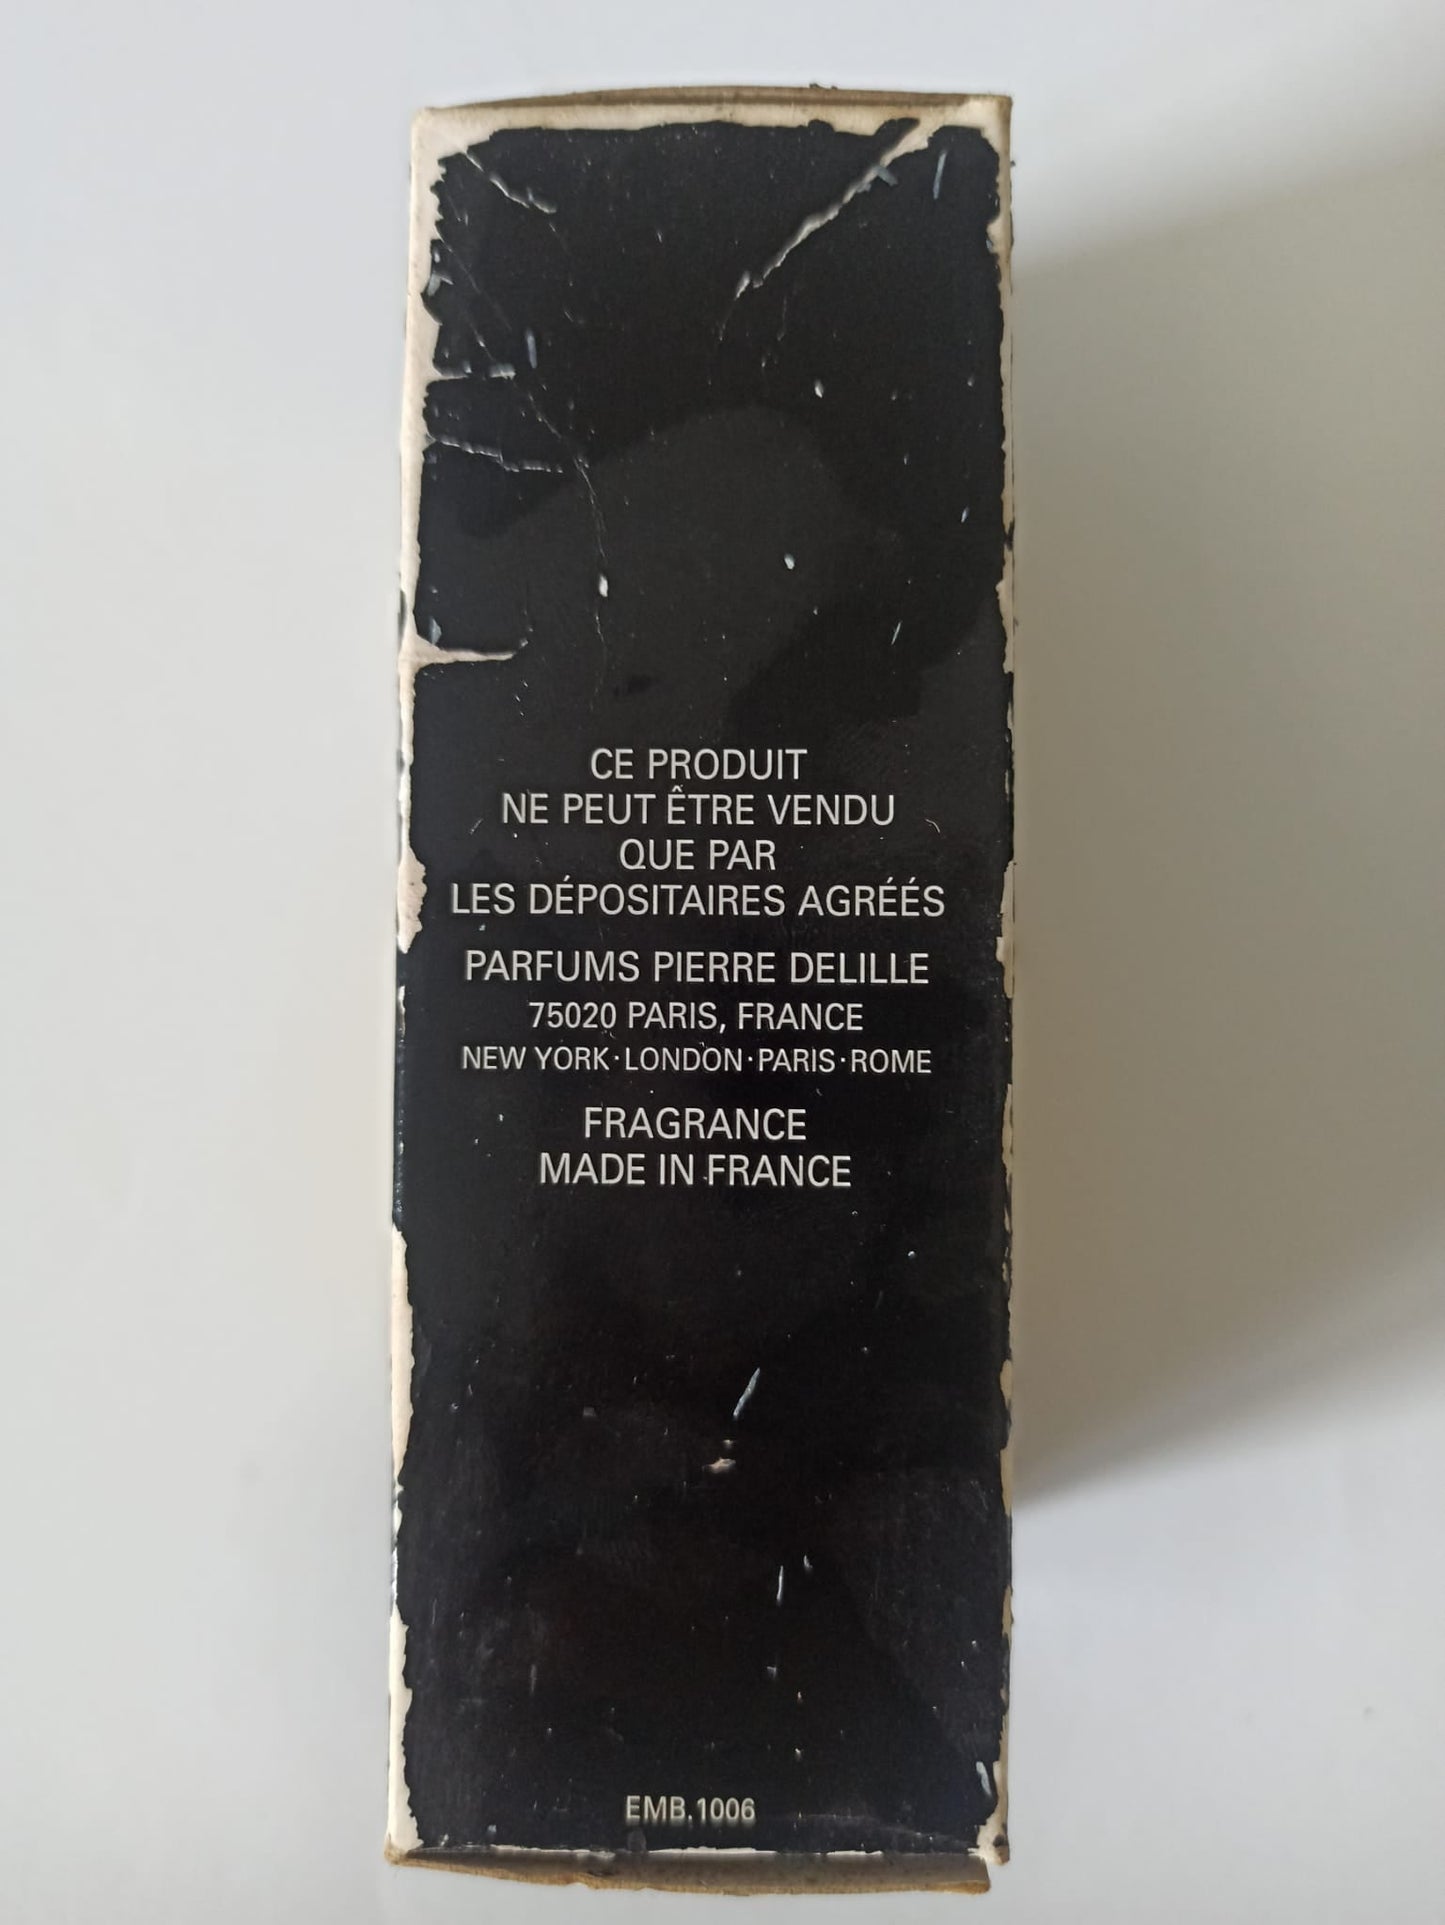 CE PRODUIT
NE PEUT ÊTRE VENDU
QUE PAR
LES DÉPOSITAIRES AGRÉÉS
PARFUMS PIERRE DELILLE
75020 PARIS, FRANCE
NEW YORK·LONDON·PARIS·ROME
FRAGRANCE
MADE IN FRANCE
EMB.1006